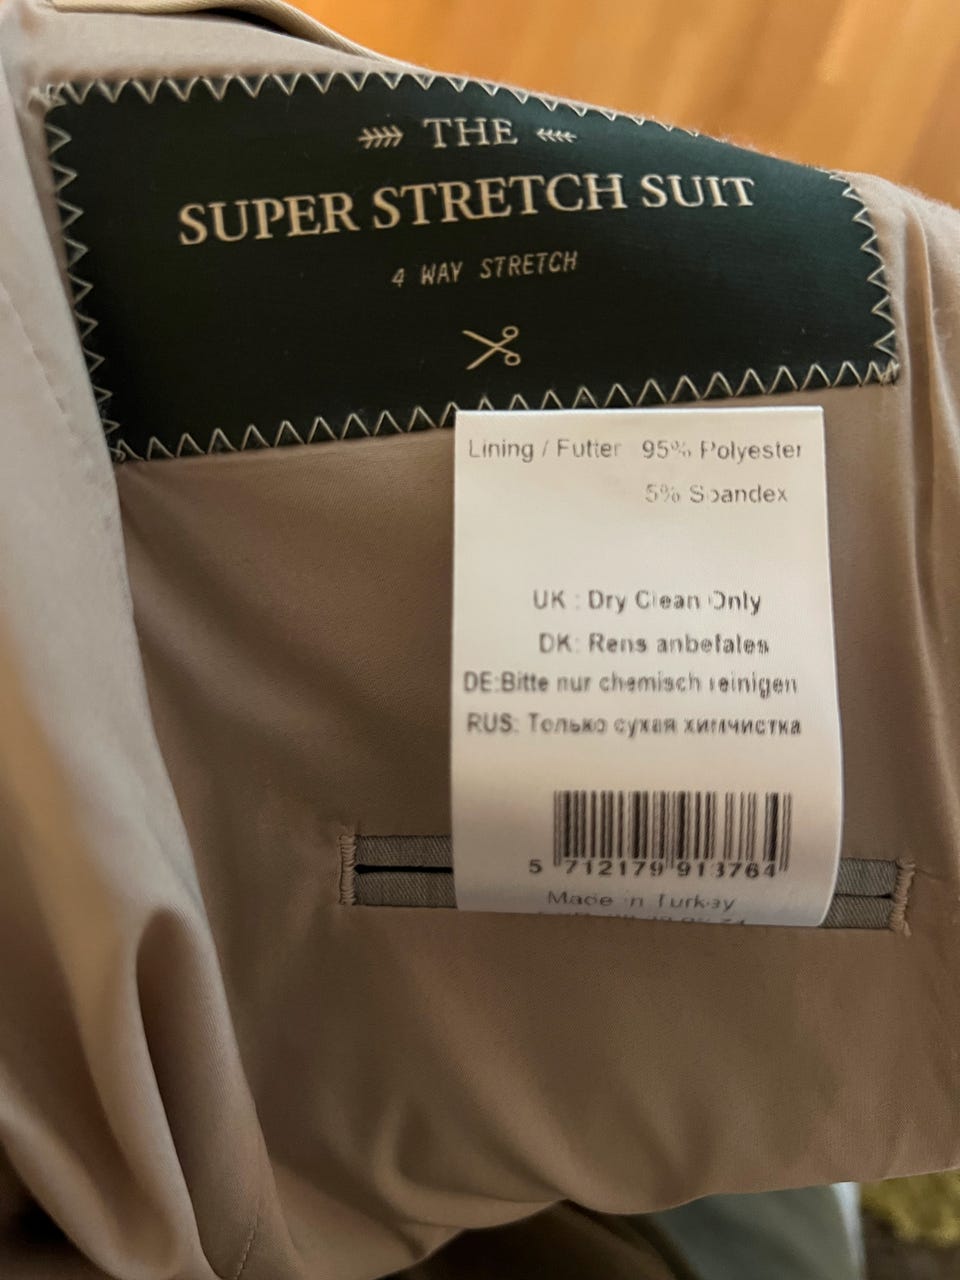 THE
SUPER STRETCH SUIT
4 WAY STRETCH
Lining / Futter 95% Polyester
5% Spandex
UK : Dry Clean Only
DK: Rens anbefales
DE:Bitte nur chemisch reinigen
RUS: Только сухая химчистка
5 712179 913764
Made in Turkey